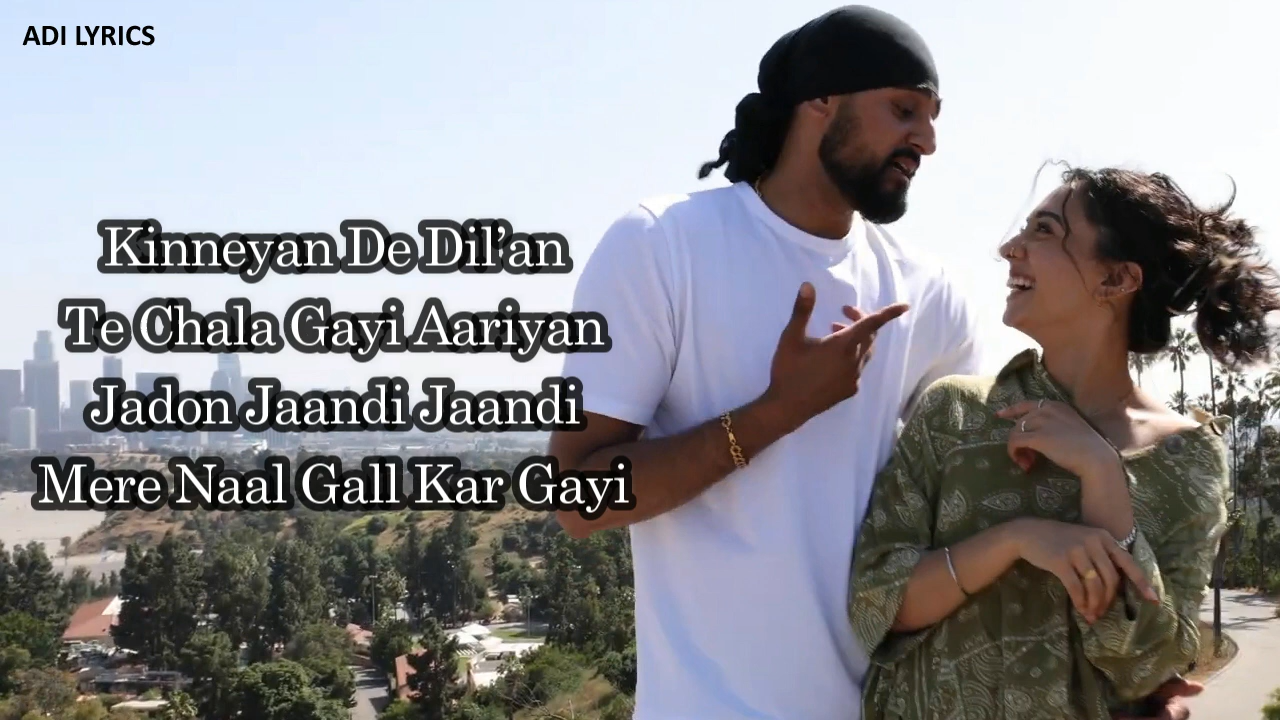 ADI LYRICS
Kinneyan De Dil'an
Te Chala Gayi Aariyan
Jadon Jaandi Jaandi
Mere Naal Gall Kar Gayi